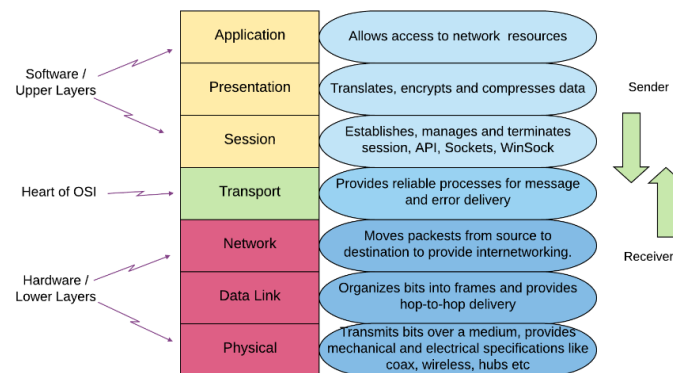 Application
Allows access to network resources
Software /
Upper Layers
Presentation
Translates, encrypts and compresses data
Sender
Session
Establishes, manages and terminates
session, API, Sockets, WinSock
Heart of OSI
Transport
Provides reliable processes for message
and error delivery
Network
Moves packests from source to
destination to provide internetworking.
Receiver
Hardware /
Lower Layers
Data Link
Organizes bits into frames and provides
hop-to-hop delivery
Physical
Transmits bits over a medium, provides
mechanical and electrical specifications like
coax, wireless, hubs etc